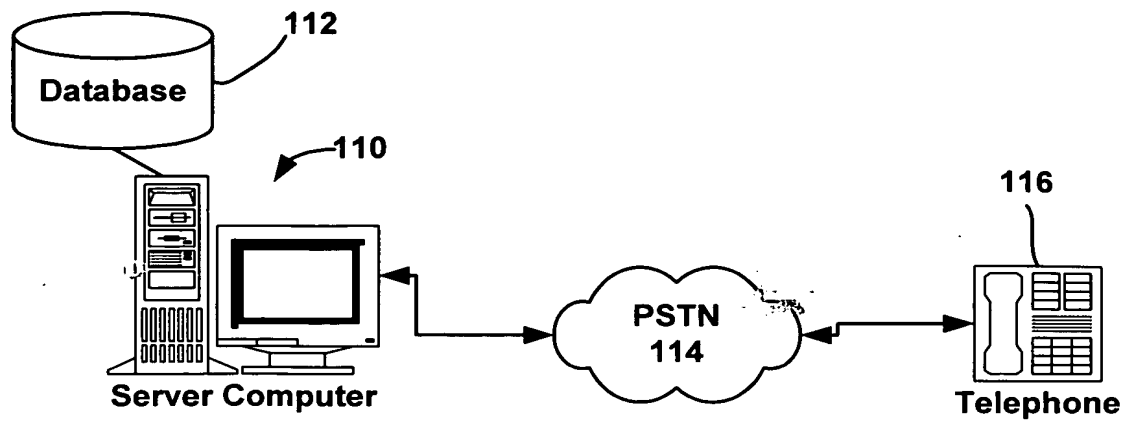 112
Database
110
116
PSTN
114
Server Computer
Telephone